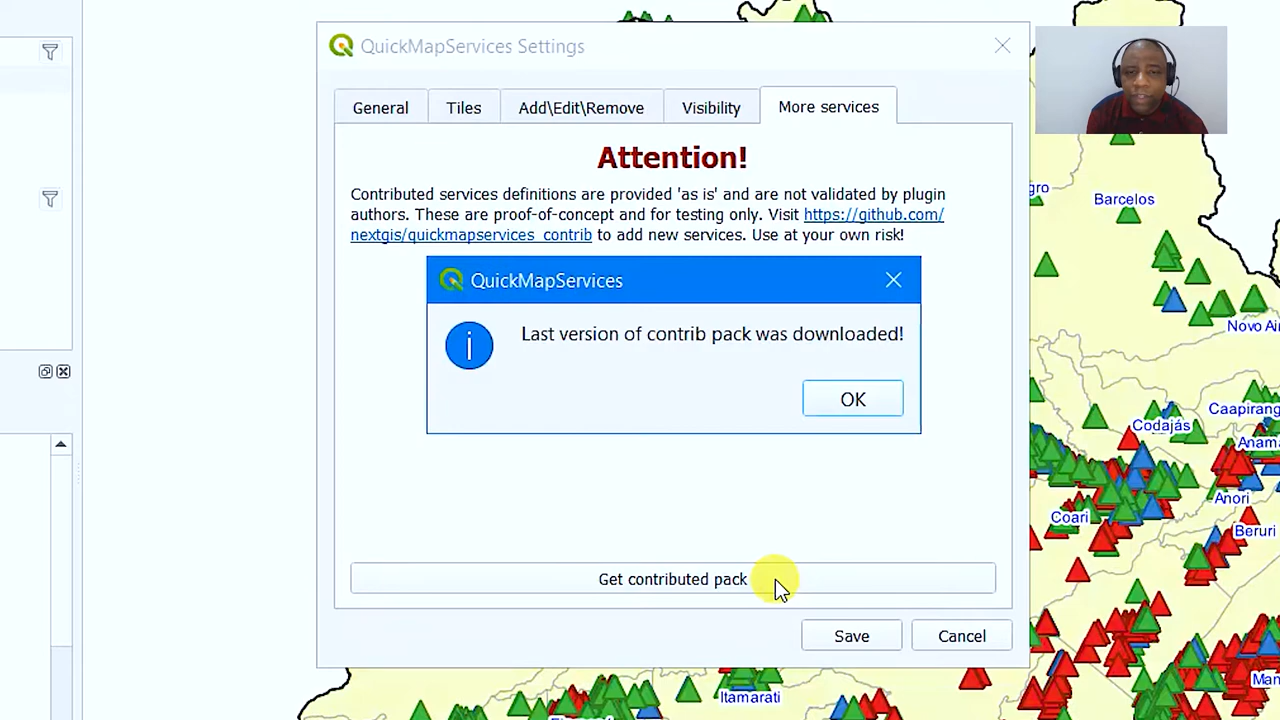 QuickMapServices Settings
General
Tiles
Add\Edit\Remove
Visibility
More services
Attention!
Contributed services definitions are provided 'as is' and are not validated by plugin
authors. These are proof-of-concept and for testing only. Visit https://github.com/
nextgis/quickmapservices_contrib to add new services. Use at your own risk!
QuickMapServices
Last version of contrib pack was downloaded!
OK
Get contributed pack
Save
Cancel
gro
Barcelos
Novo Ai
Caapiran
Codajás
Anam
Anori
Coari
Beruri
Man
Itamarati